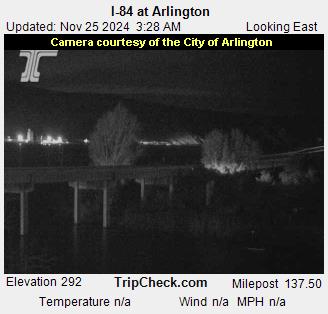 I-84 at Arlington
Updated: Nov 25 2024 3:28 AM Looking East
Camera courtesy of the City of Arlington
Elevation 292 TripCheck.com Milepost 137.50
Temperature n/a Wind n/a MPH n/a